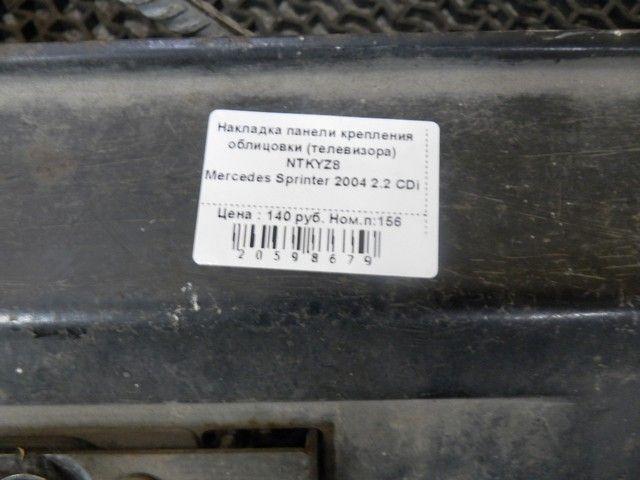 Накладка панели крепления
облицовки (телевизора)
NTKYZ8
Mercedes Sprinter 2004 2.2 CDi
Цена : 140 руб. Ном.п:156
20598679